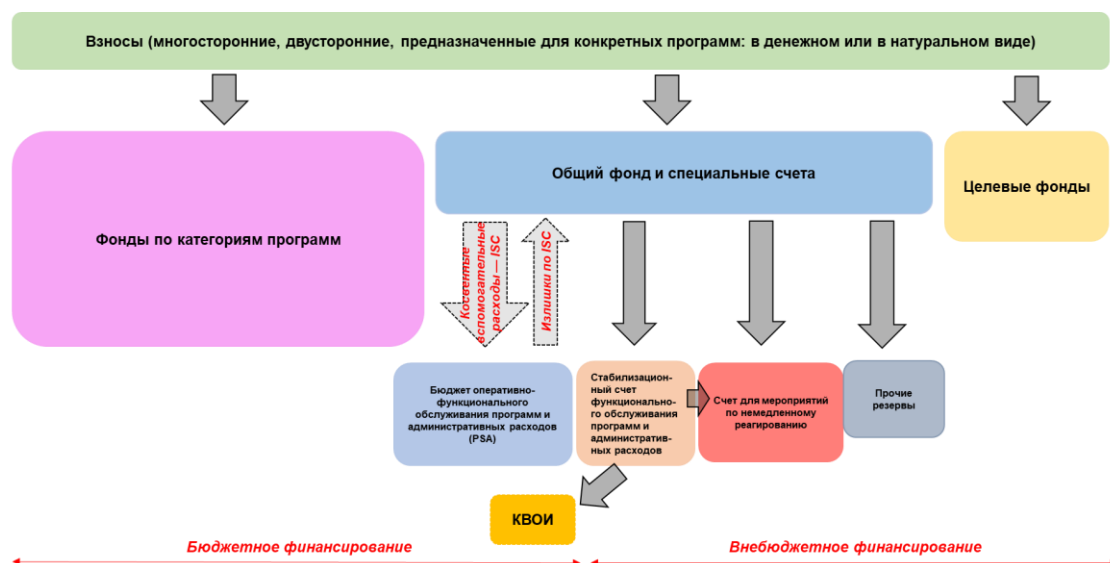 Взносы (многосторонние, двусторонние, предназначенные для конкретных программ: в денежном или в натуральном виде)
Фонды по категориям программ
Общий фонд и специальные счета
Целевые фонды
Косвенные
вспомогательные
расходы — ISC
Излишки по ISC
Бюджет оперативно-
функционального
обслуживания программ и
административных расходов
(PSA)
Стабилизацион-
ный счет
функционально-
го обслуживания
программ и
административ-
ных расходов
Счет для мероприятий
по немедленному
реагированию
Прочие
резервы
КВОИ
Бюджетное финансирование
Внебюджетное финансирование